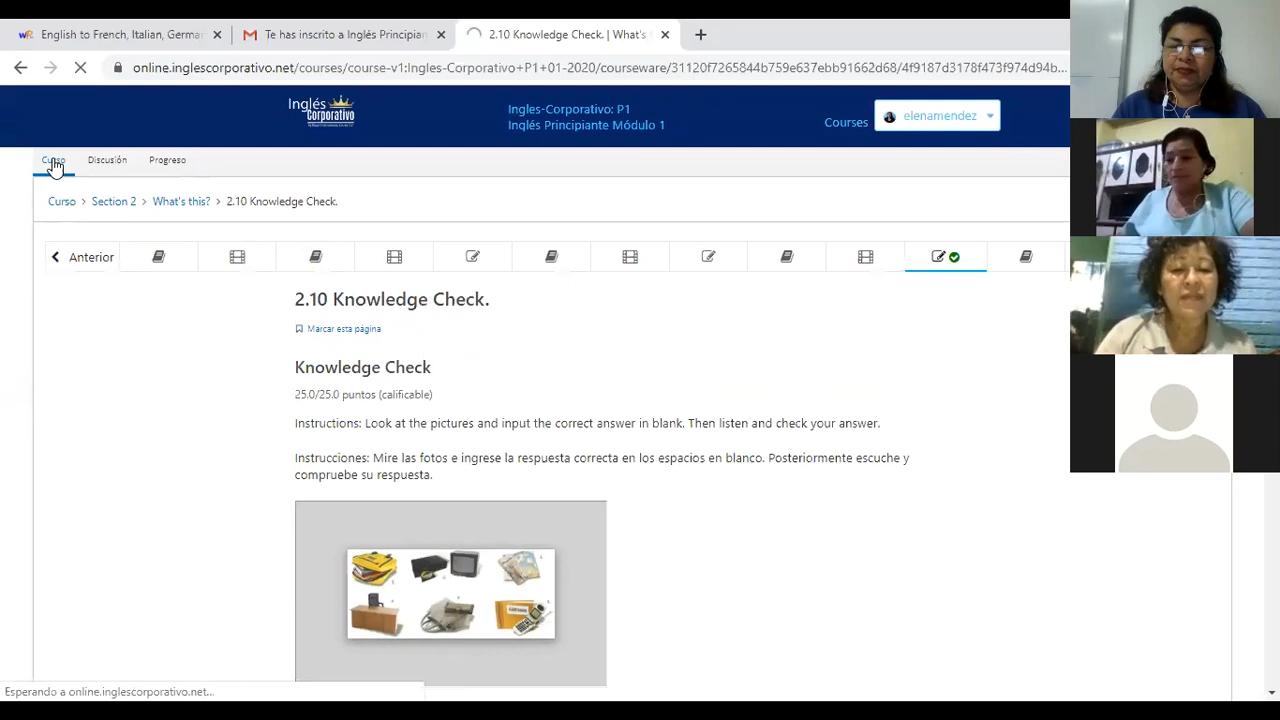 English to French, Italian, Germa
Te has inscrito a Inglés Principian
2.10 Knowledge Check. | What's
online.inglescorporativo.net/courses/course-v1:Ingles-Corporativo+P1+01-2020/courseware/31120f7265844b759e637ebb91662d68/4f9187d3178f473f974d94b...
Inglés
Corporativo
Ingles-Corporativo: P1
Inglés Principiante Módulo 1
Courses
elenamendez
Curso
Discusión
Progreso
Curso > Section 2 > What's this? > 2.10 Knowledge Check.
Anterior
2.10 Knowledge Check.
Marcar esta página
Knowledge Check
25.0/25.0 puntos (calificable)
Instructions: Look at the pictures and input the correct answer in blank. Then listen and check your answer.
Instrucciones: Mire las fotos e ingrese la respuesta correcta en los espacios en blanco. Posteriormente escuche y
compruebe su respuesta.
Esperando a online.inglescorporativo.net...